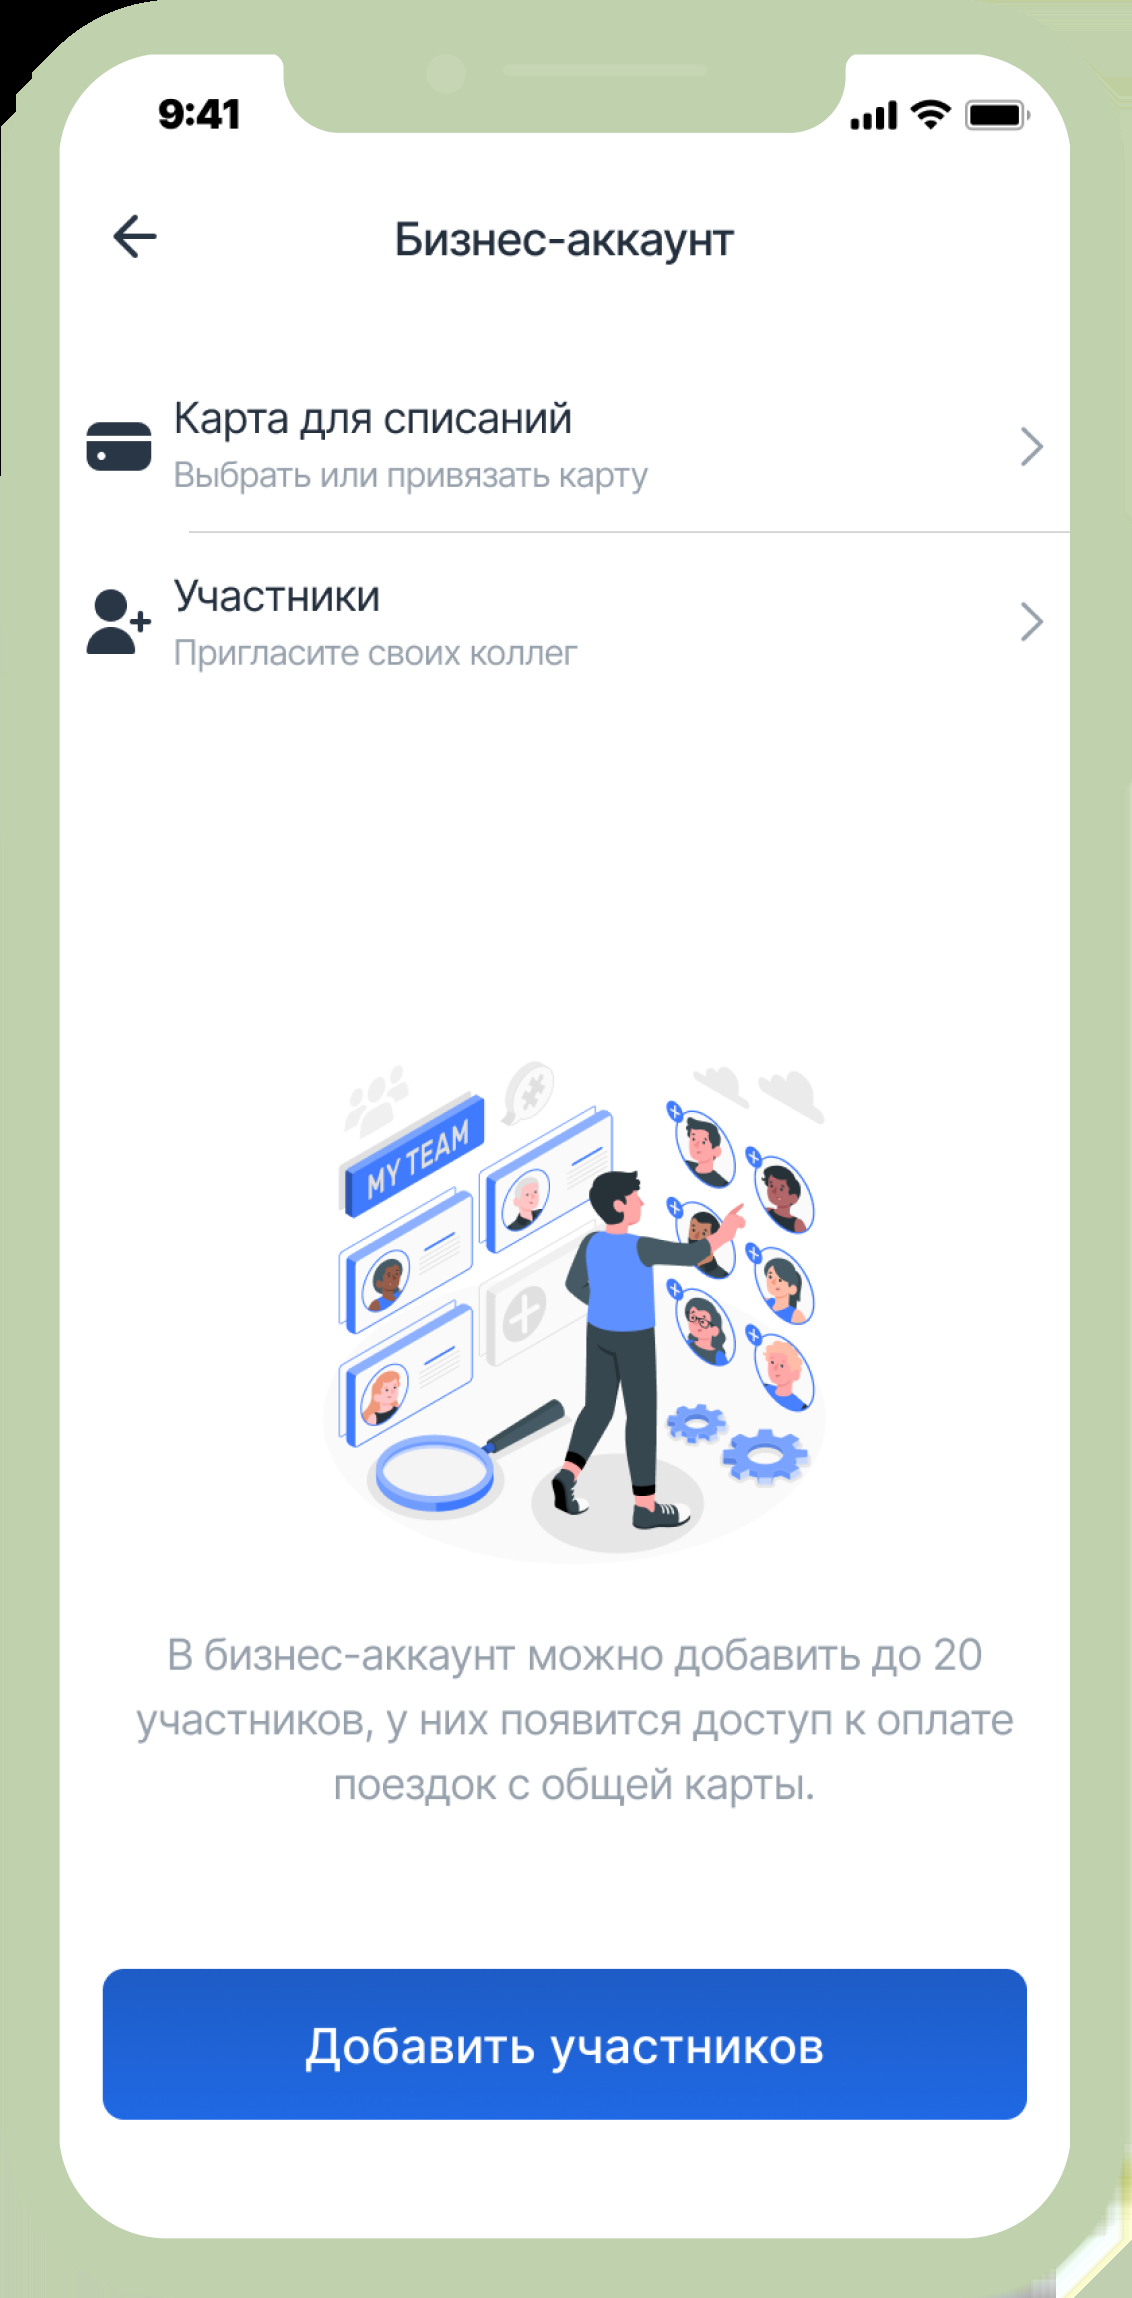 9:41
Бизнес-аккаунт
Карта для списаний
Выбрать или привязать карту
Участники
Пригласите своих коллег
MY TEAM
В бизнес-аккаунт можно добавить до 20
участников, у них появится доступ к оплате
поездок с общей карты.
Добавить участников